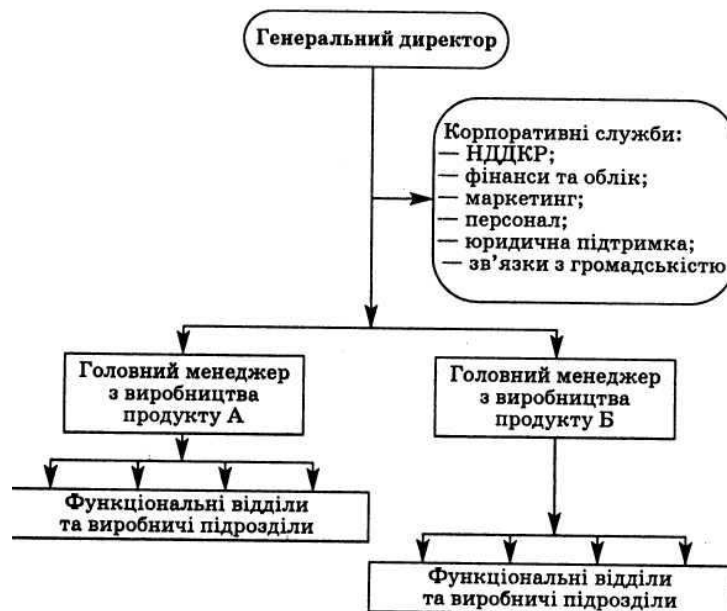 Генеральний директор
Корпоративні служби:
— НДДКР;
— фінанси та облік;
— маркетинг;
— персонал;
— юридична підтримка;
— зв'язки з громадськістю
Головний менеджер
з виробництва
продукту А
Головний менеджер
з виробництва
продукту Б
Функціональні відділи
та виробничі підрозділи
Функціональні відділи
та виробничі підрозділи